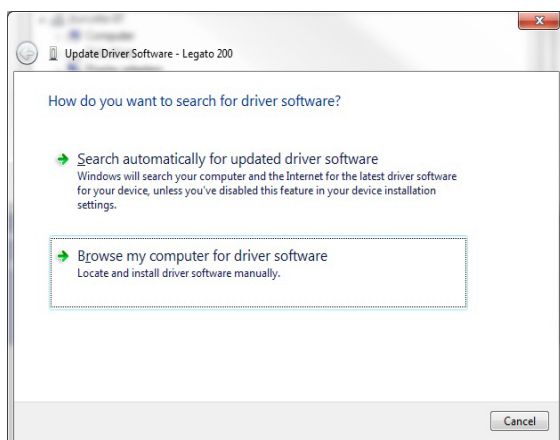 Computer
Update Driver Software - Legato 200
How do you want to search for driver software?
Search automatically for updated driver software
Windows will search your computer and the Internet for the latest driver software
for your device, unless you've disabled this feature in your device installation
settings.
Browse my computer for driver software
Locate and install driver software manually.
Cancel